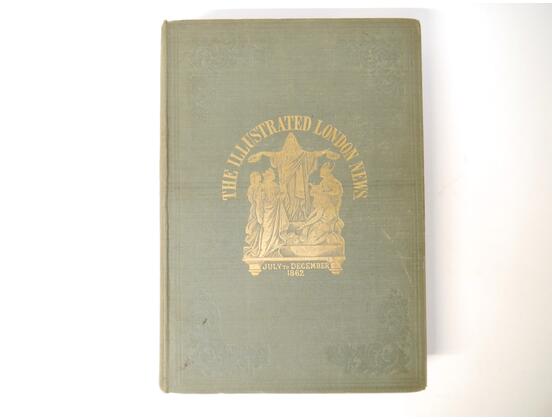 THE ILLUSTRATED LONDON NEWS
JULY TO DECEMBER
1862